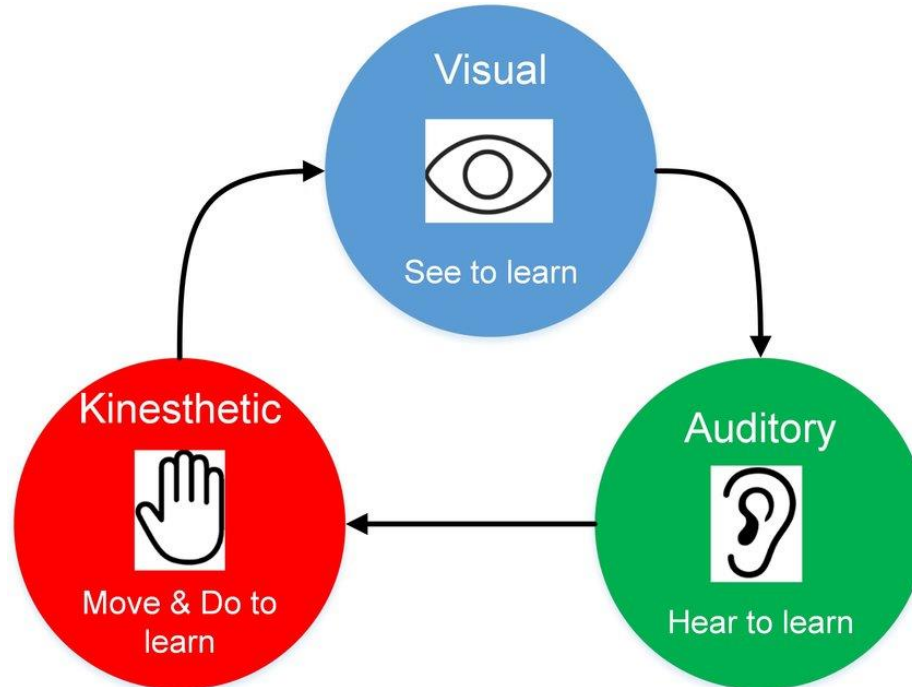 Visual
See to learn
Kinesthetic
Move & Do to
learn
Auditory
Hear to learn